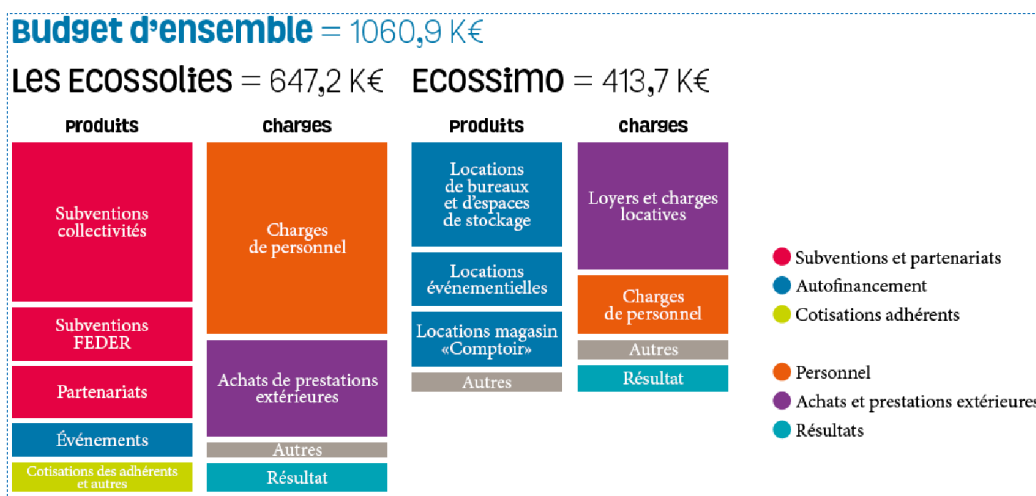 Budget d'ensemble = 1060,9 K€
Les Ecossolies = 647,2 K€
Ecossimo = 413,7 K€
Produits
Charges
Produits
Charges
Subventions
collectivités
Subventions
FEDER
Partenariats
Événements
Cotisations des adhérents
et autres
Charges
de personnel
Achats de prestations
extérieures
Autres
Résultat
Locations
de bureaux
et d'espaces
de stockage
Locations
événementielles
Locations magasin
«Comptoir»
Autres
Loyers et charges
locatives
Charges
de personnel
Autres
Résultat
Subventions et partenariats
Autofinancement
Cotisations adhérents
Personnel
Achats et prestations extérieures
Résultats